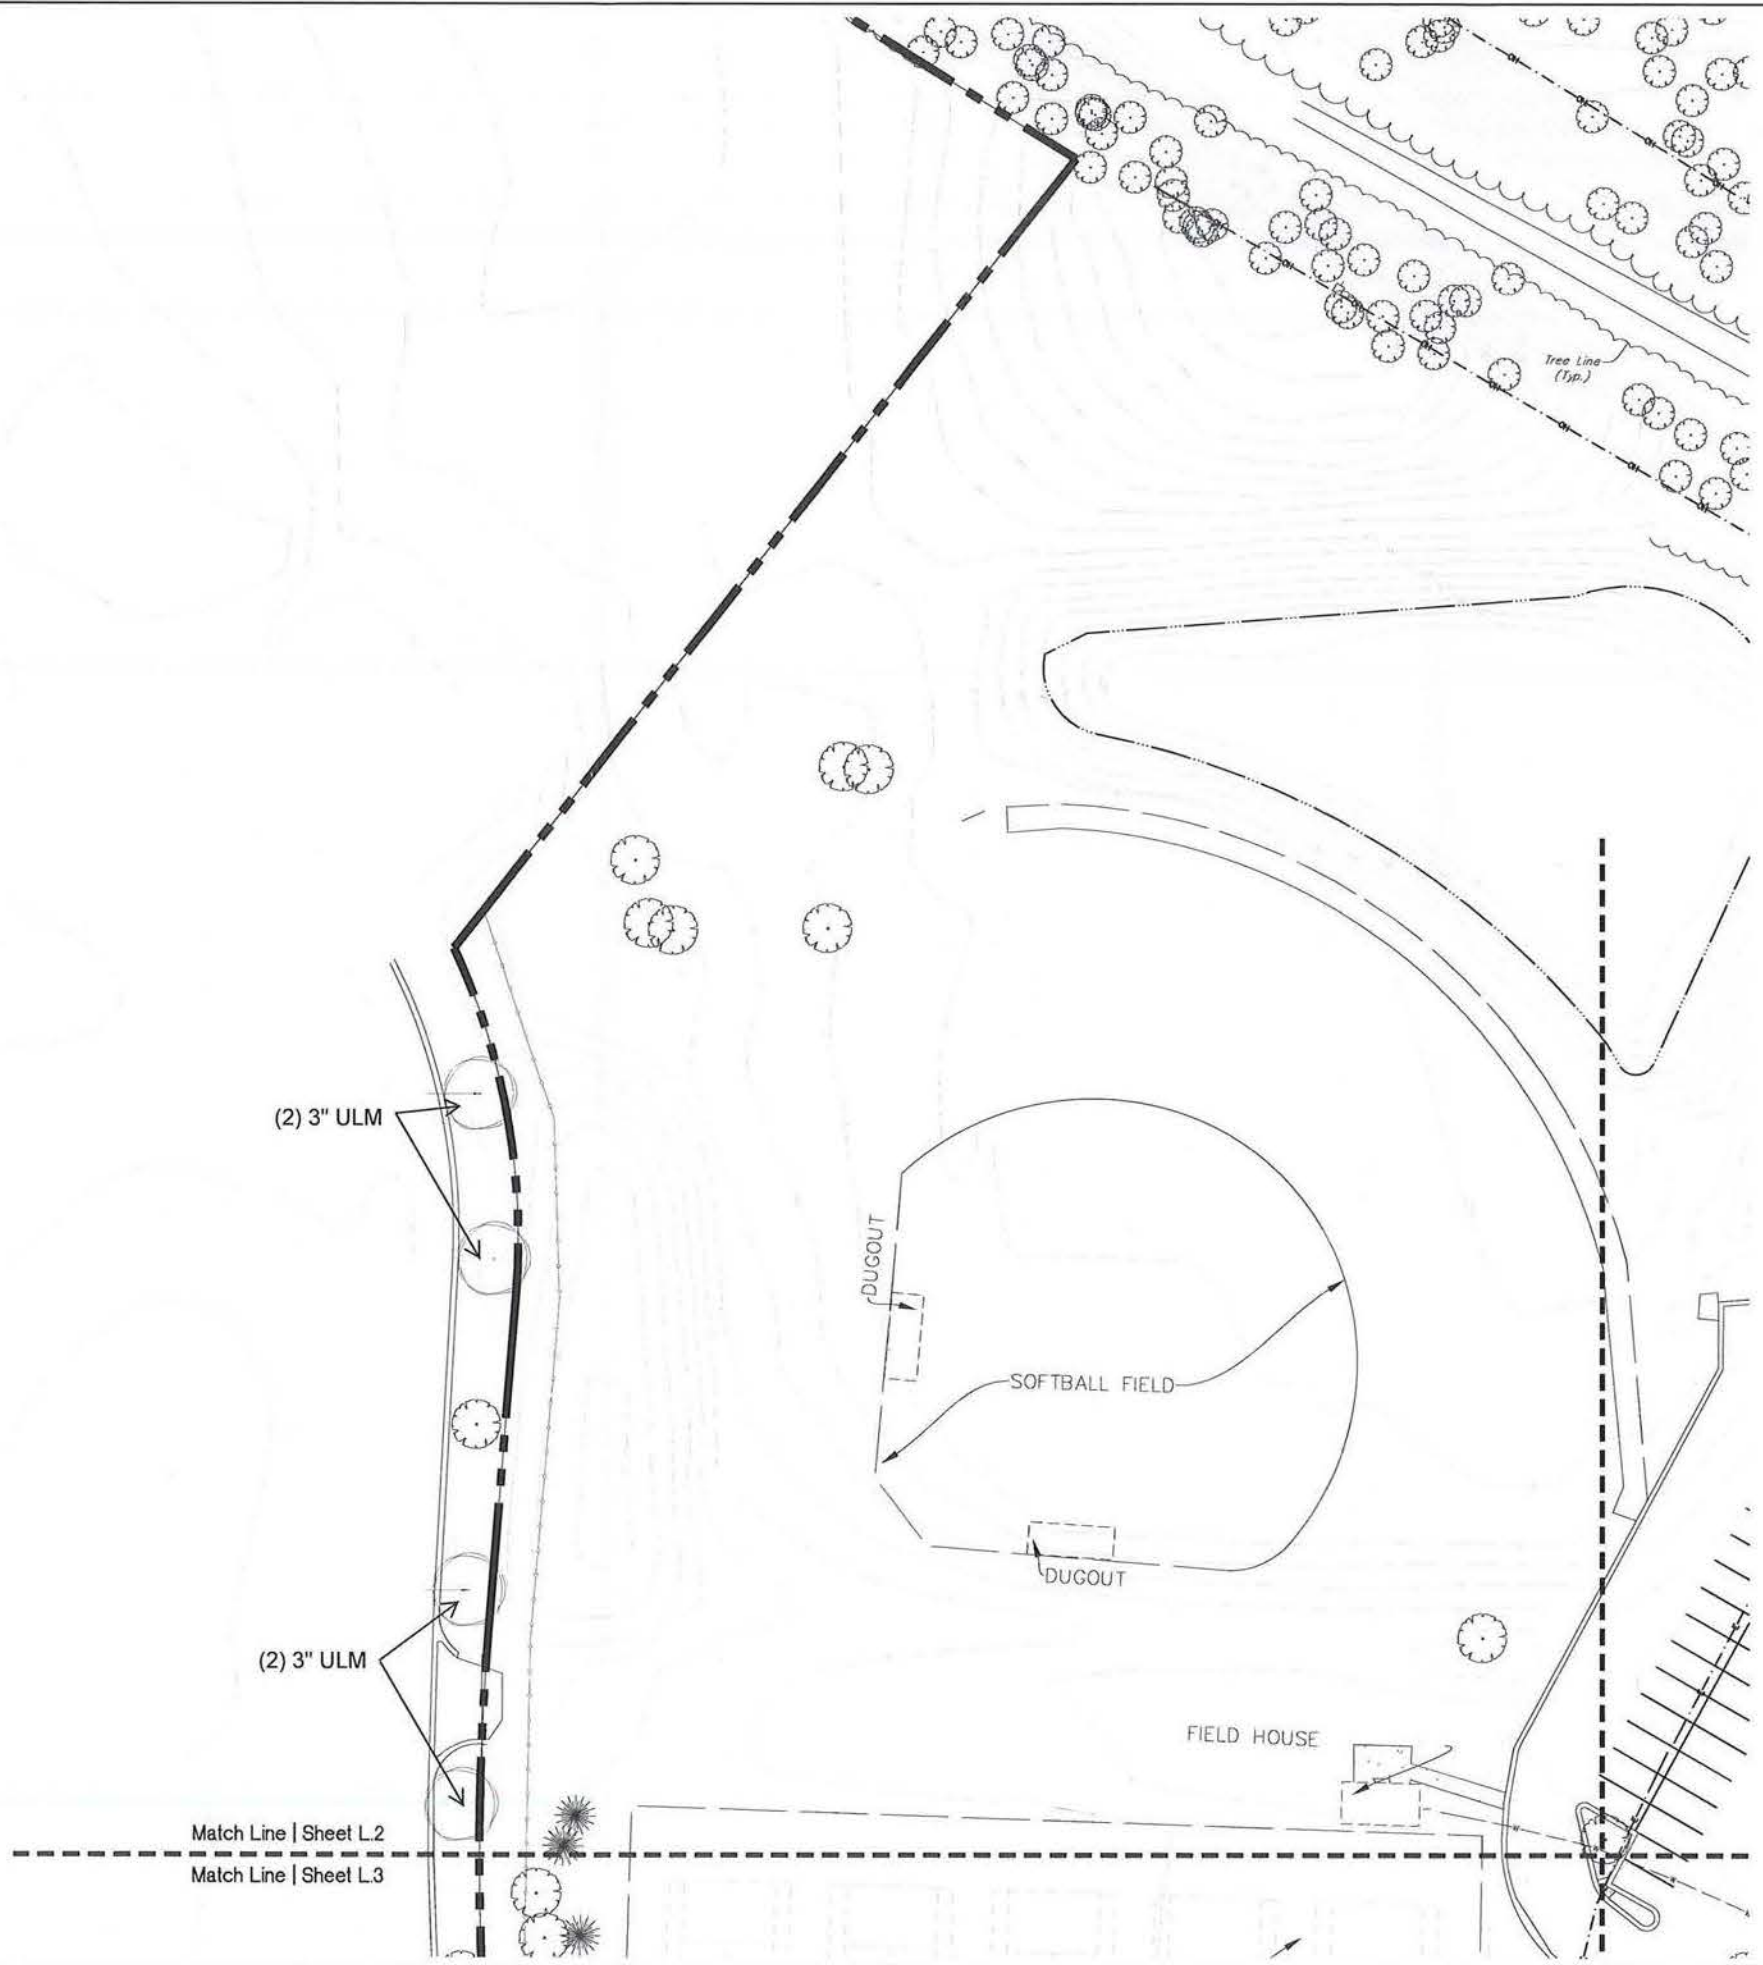 Tree Line
(Typ.)
(2) 3" ULM
DUGOUT
SOFTBALL FIELD
DUGOUT
(2) 3" ULM
FIELD HOUSE
Match Line | Sheet L.2
Match Line | Sheet L.3